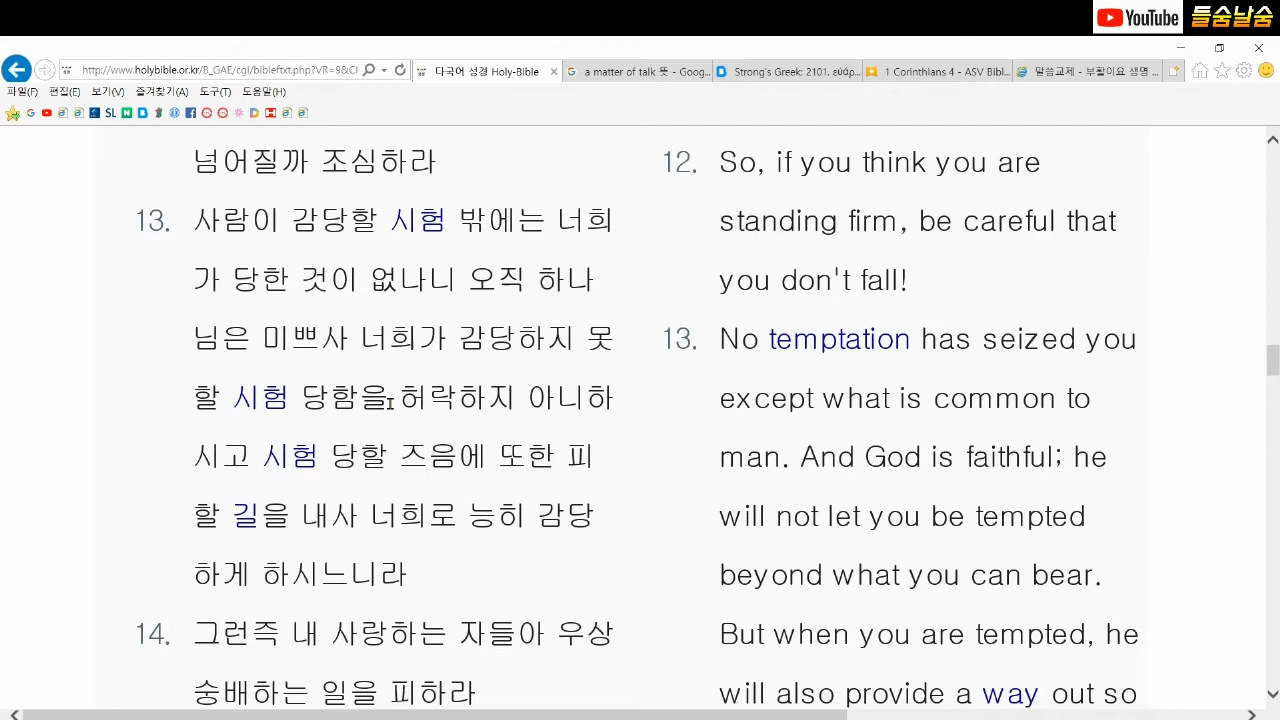 YouTube 들숨날숨
http://www.holybible.or.kr/B_GAE/cgi/bibleftxt.php?VR=9&CI
다국어 성경 Holy-Bible
a matter of talk 뜻 - Goog...
Strong's Greek: 2101. εὐάρ...
1 Corinthians 4 - ASV Bibl...
말씀교제 - 부활이요 생명 ...
파일(F) 편집(E) 보기(V) 즐겨찾기(A) 도구(T) 도움말(H)
넘어질까 조심하라
13. 사람이 감당할 시험 밖에는 너희
가 당한 것이 없나니 오직 하나
님은 미쁘사 너희가 감당하지 못
할 시험 당함을 허락하지 아니하
시고 시험 당할 즈음에 또한 피
할 길을 내사 너희로 능히 감당
하게 하시느니라
14. 그런즉 내 사랑하는 자들아 우상
숭배하는 일을 피하라
12. So, if you think you are
standing firm, be careful that
you don't fall!
13. No temptation has seized you
except what is common to
man. And God is faithful; he
will not let you be tempted
beyond what you can bear.
But when you are tempted, he
will also provide a way out so